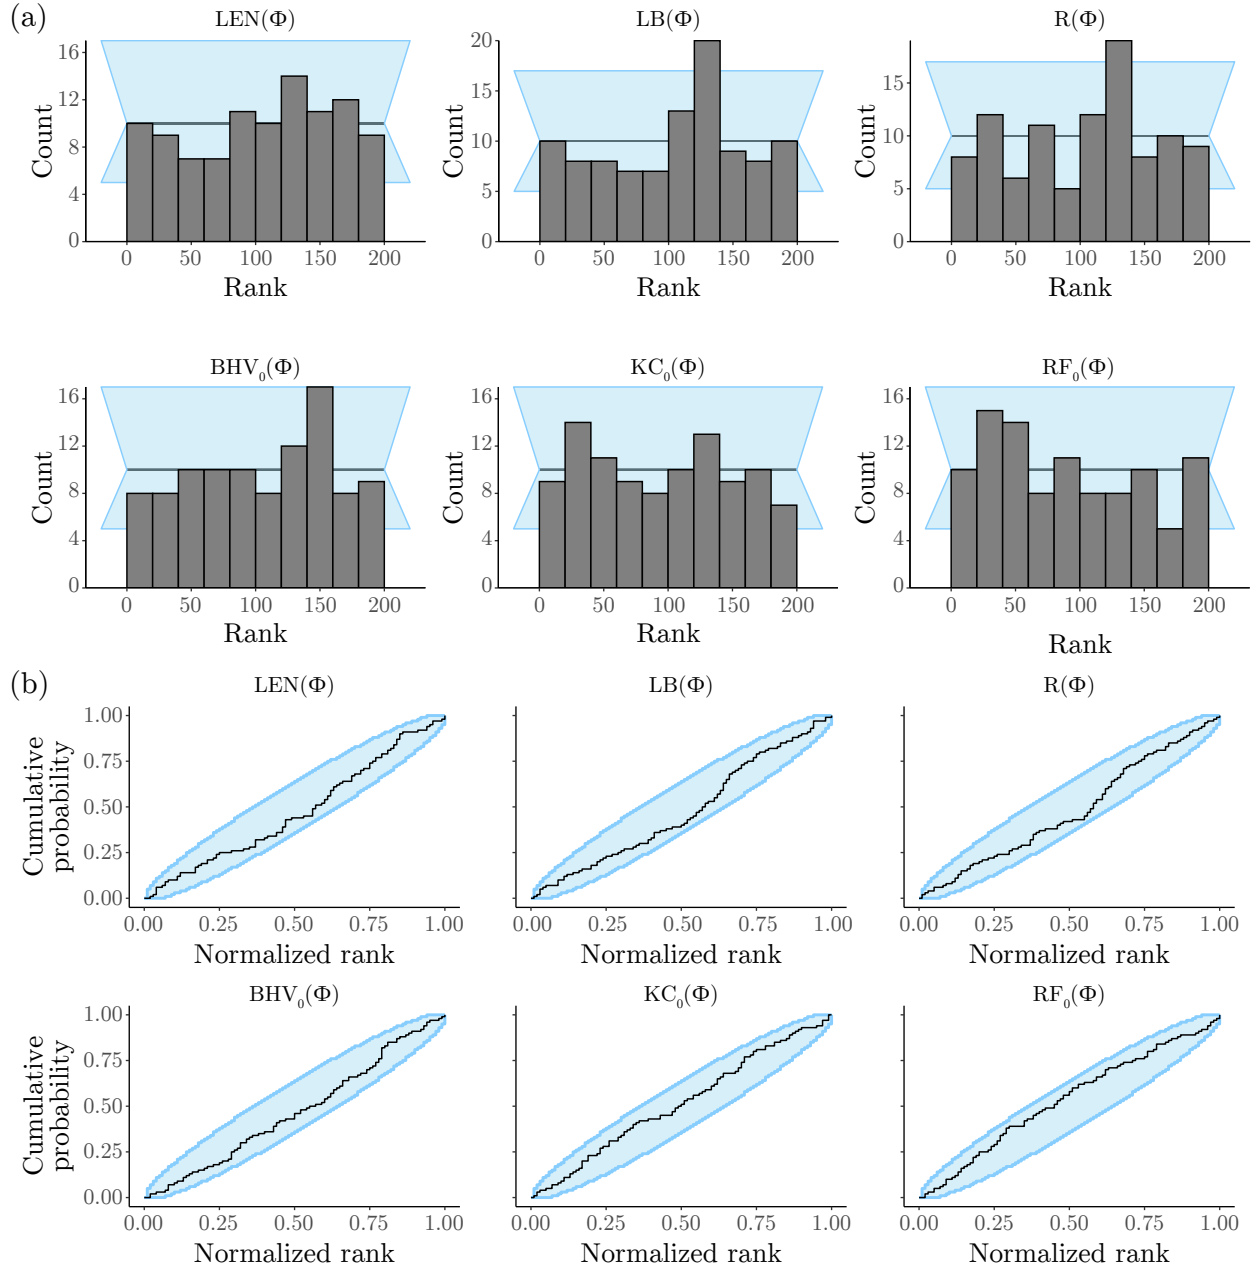 (a)
LEN(Φ) LB(Φ) R(Φ)
Count 16 12 8 4 0
Count 20 15 10 5 0
Count 15 10 5 0
0 50 100 150 200 0 50 100 150 200 0 50 100 150 200
Rank Rank Rank
BHV₀(Φ) KC₀(Φ) RF₀(Φ)
Count 16 12 8 4 0
Count 16 12 8 4 0
Count 16 12 8 4 0
0 50 100 150 200 0 50 100 150 200 0 50 100 150 200
Rank Rank Rank
(b)
LEN(Φ) LB(Φ) R(Φ)
Cumulative
probability
1.00
0.75
0.50
0.25
0.00
0.00 0.25 0.50 0.75 1.00 0.00 0.25 0.50 0.75 1.00 0.00 0.25 0.50 0.75 1.00
Normalized rank Normalized rank Normalized rank
BHV₀(Φ) KC₀(Φ) RF₀(Φ)
Cumulative
probability
1.00
0.75
0.50
0.25
0.00
0.00 0.25 0.50 0.75 1.00 0.00 0.25 0.50 0.75 1.00 0.00 0.25 0.50 0.75 1.00
Normalized rank Normalized rank Normalized rank